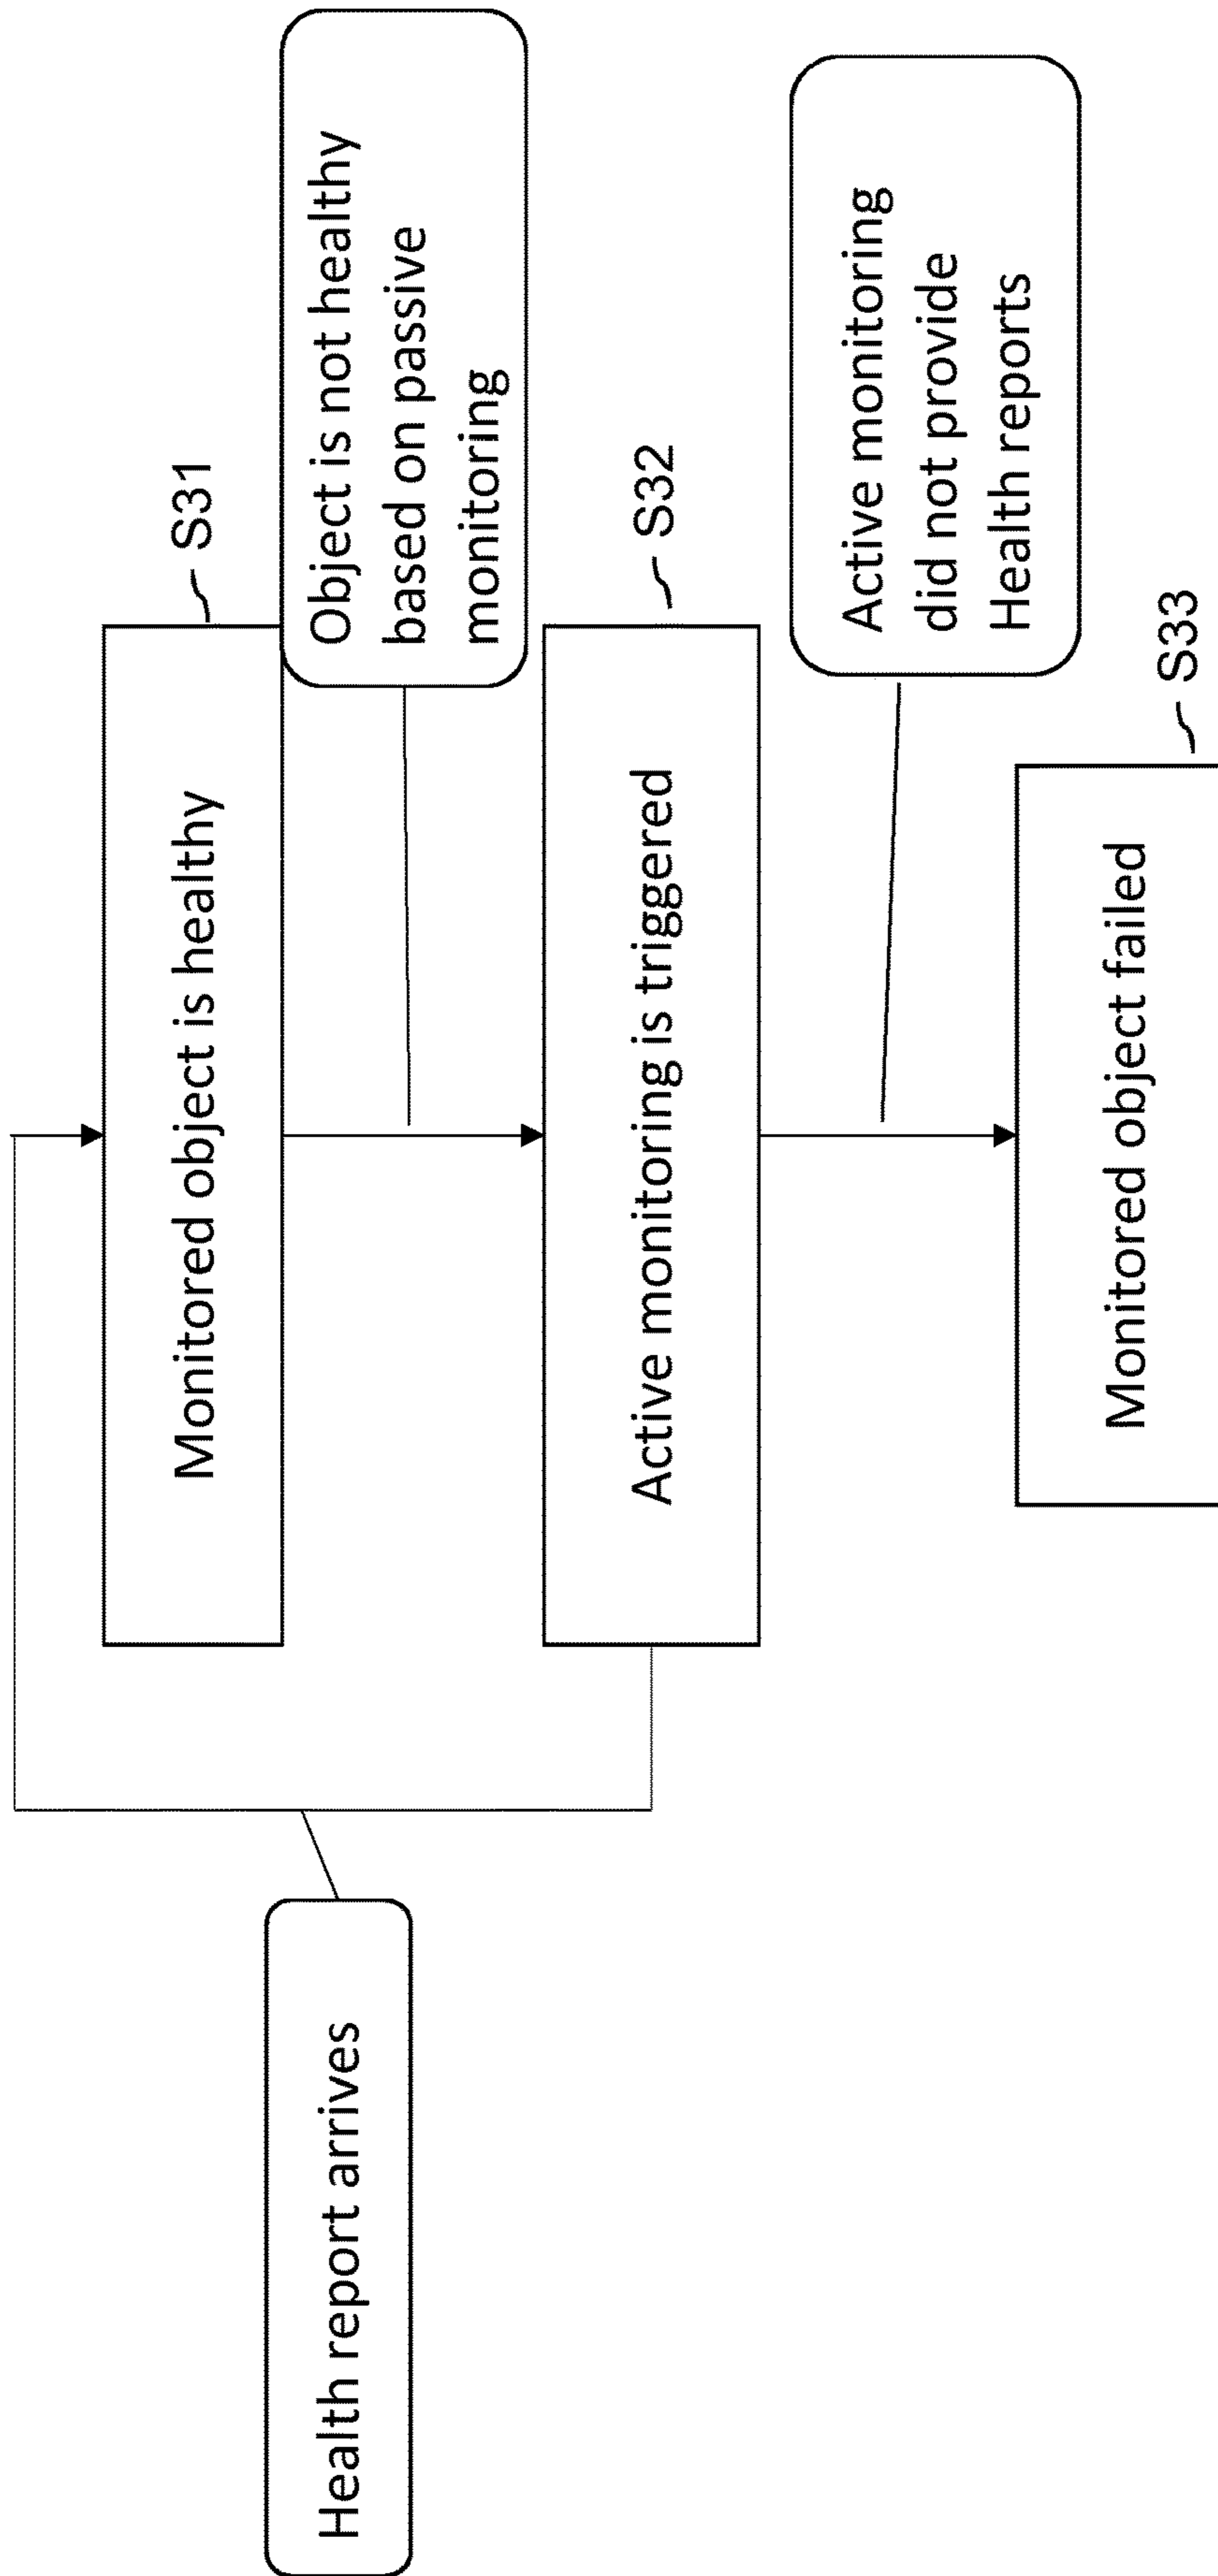 Monitored object is healthy
S31
Object is not healthy
based on passive
monitoring
Health report arrives
Active monitoring is triggered
S32
Active monitoring
did not provide
Health reports
Monitored object failed
S33